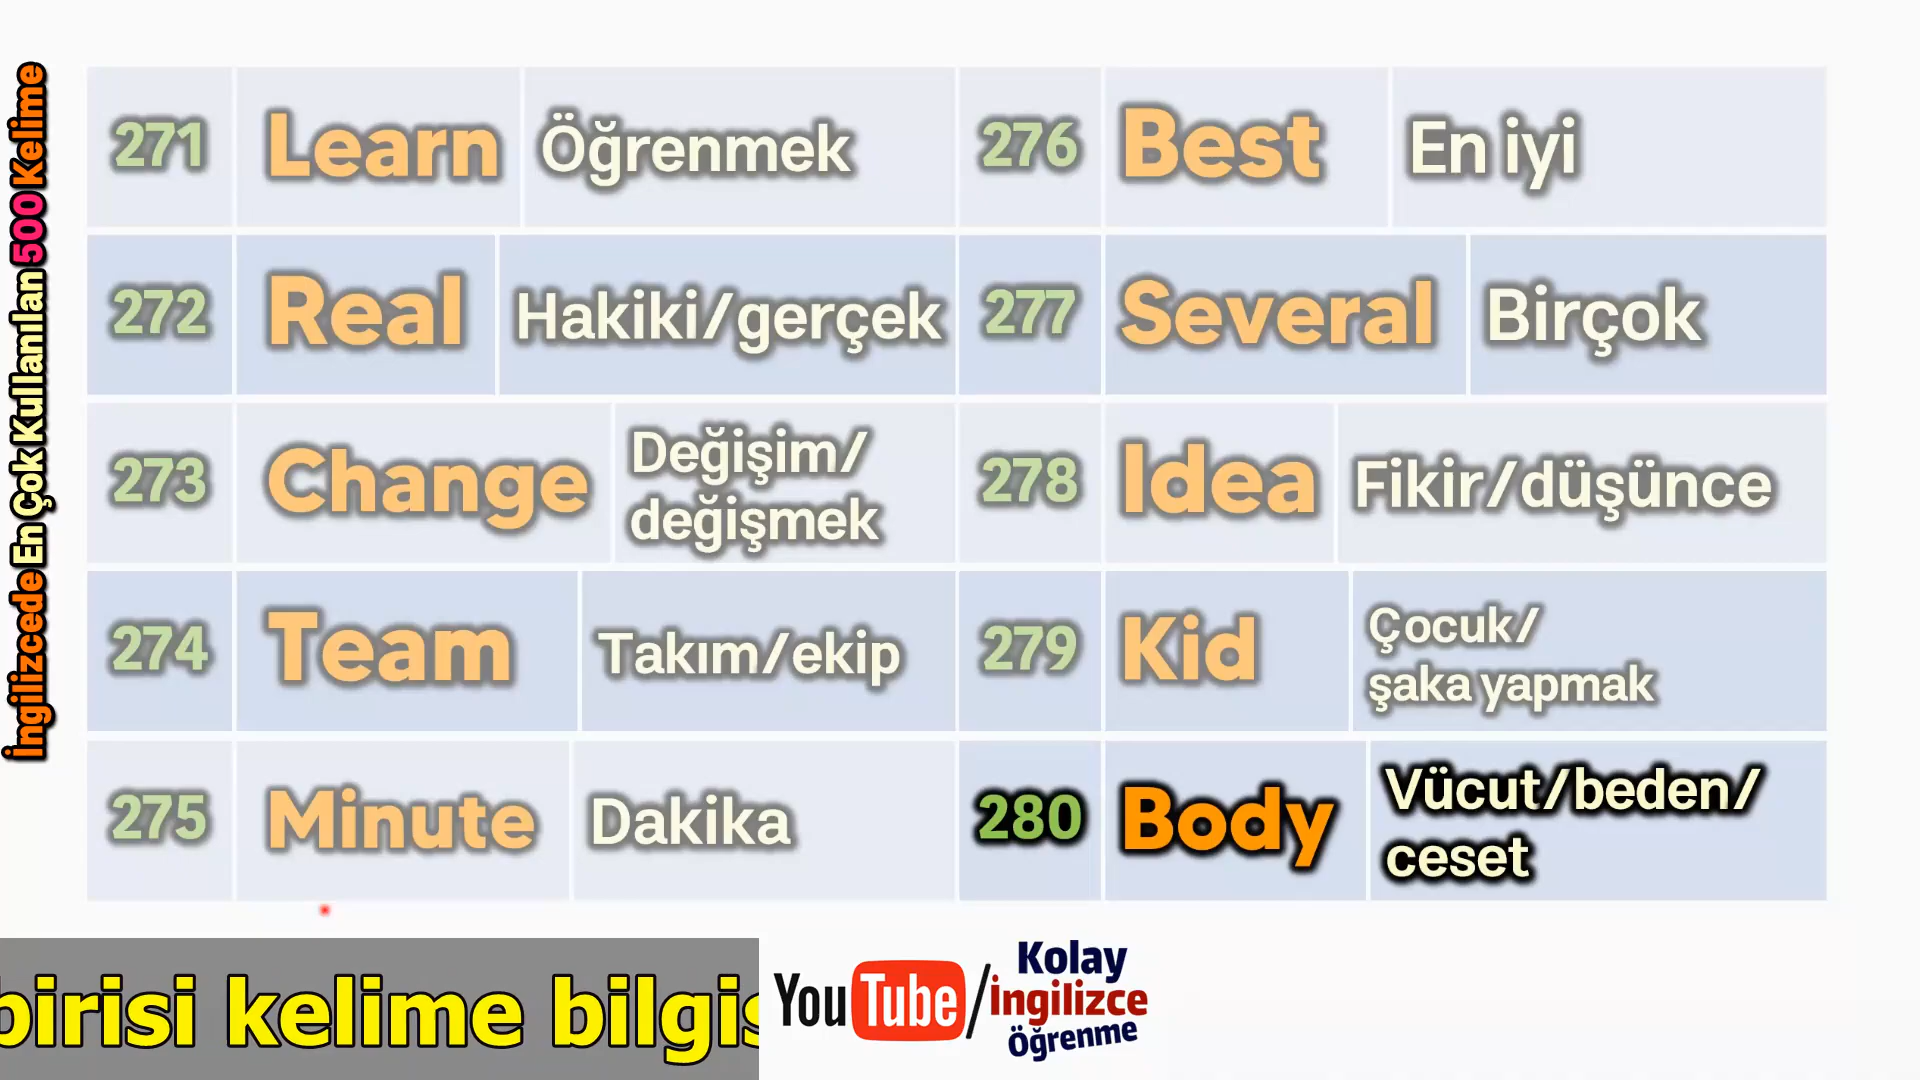 İngilizcede En Çok Kullanılan 500 Kelime
271 Learn Öğrenmek
272 Real Hakiki/gerçek
273 Change Değişim/
değişmek
274 Team Takım/ekip
275 Minute Dakika
276 Best En iyi
277 Several Birçok
278 Idea Fikir/düşünce
279 Kid Çocuk/
şaka yapmak
280 Body Vücut/beden/
ceset
birisi kelime bilgis
YouTube/Kolay
İngilizce
Öğrenme